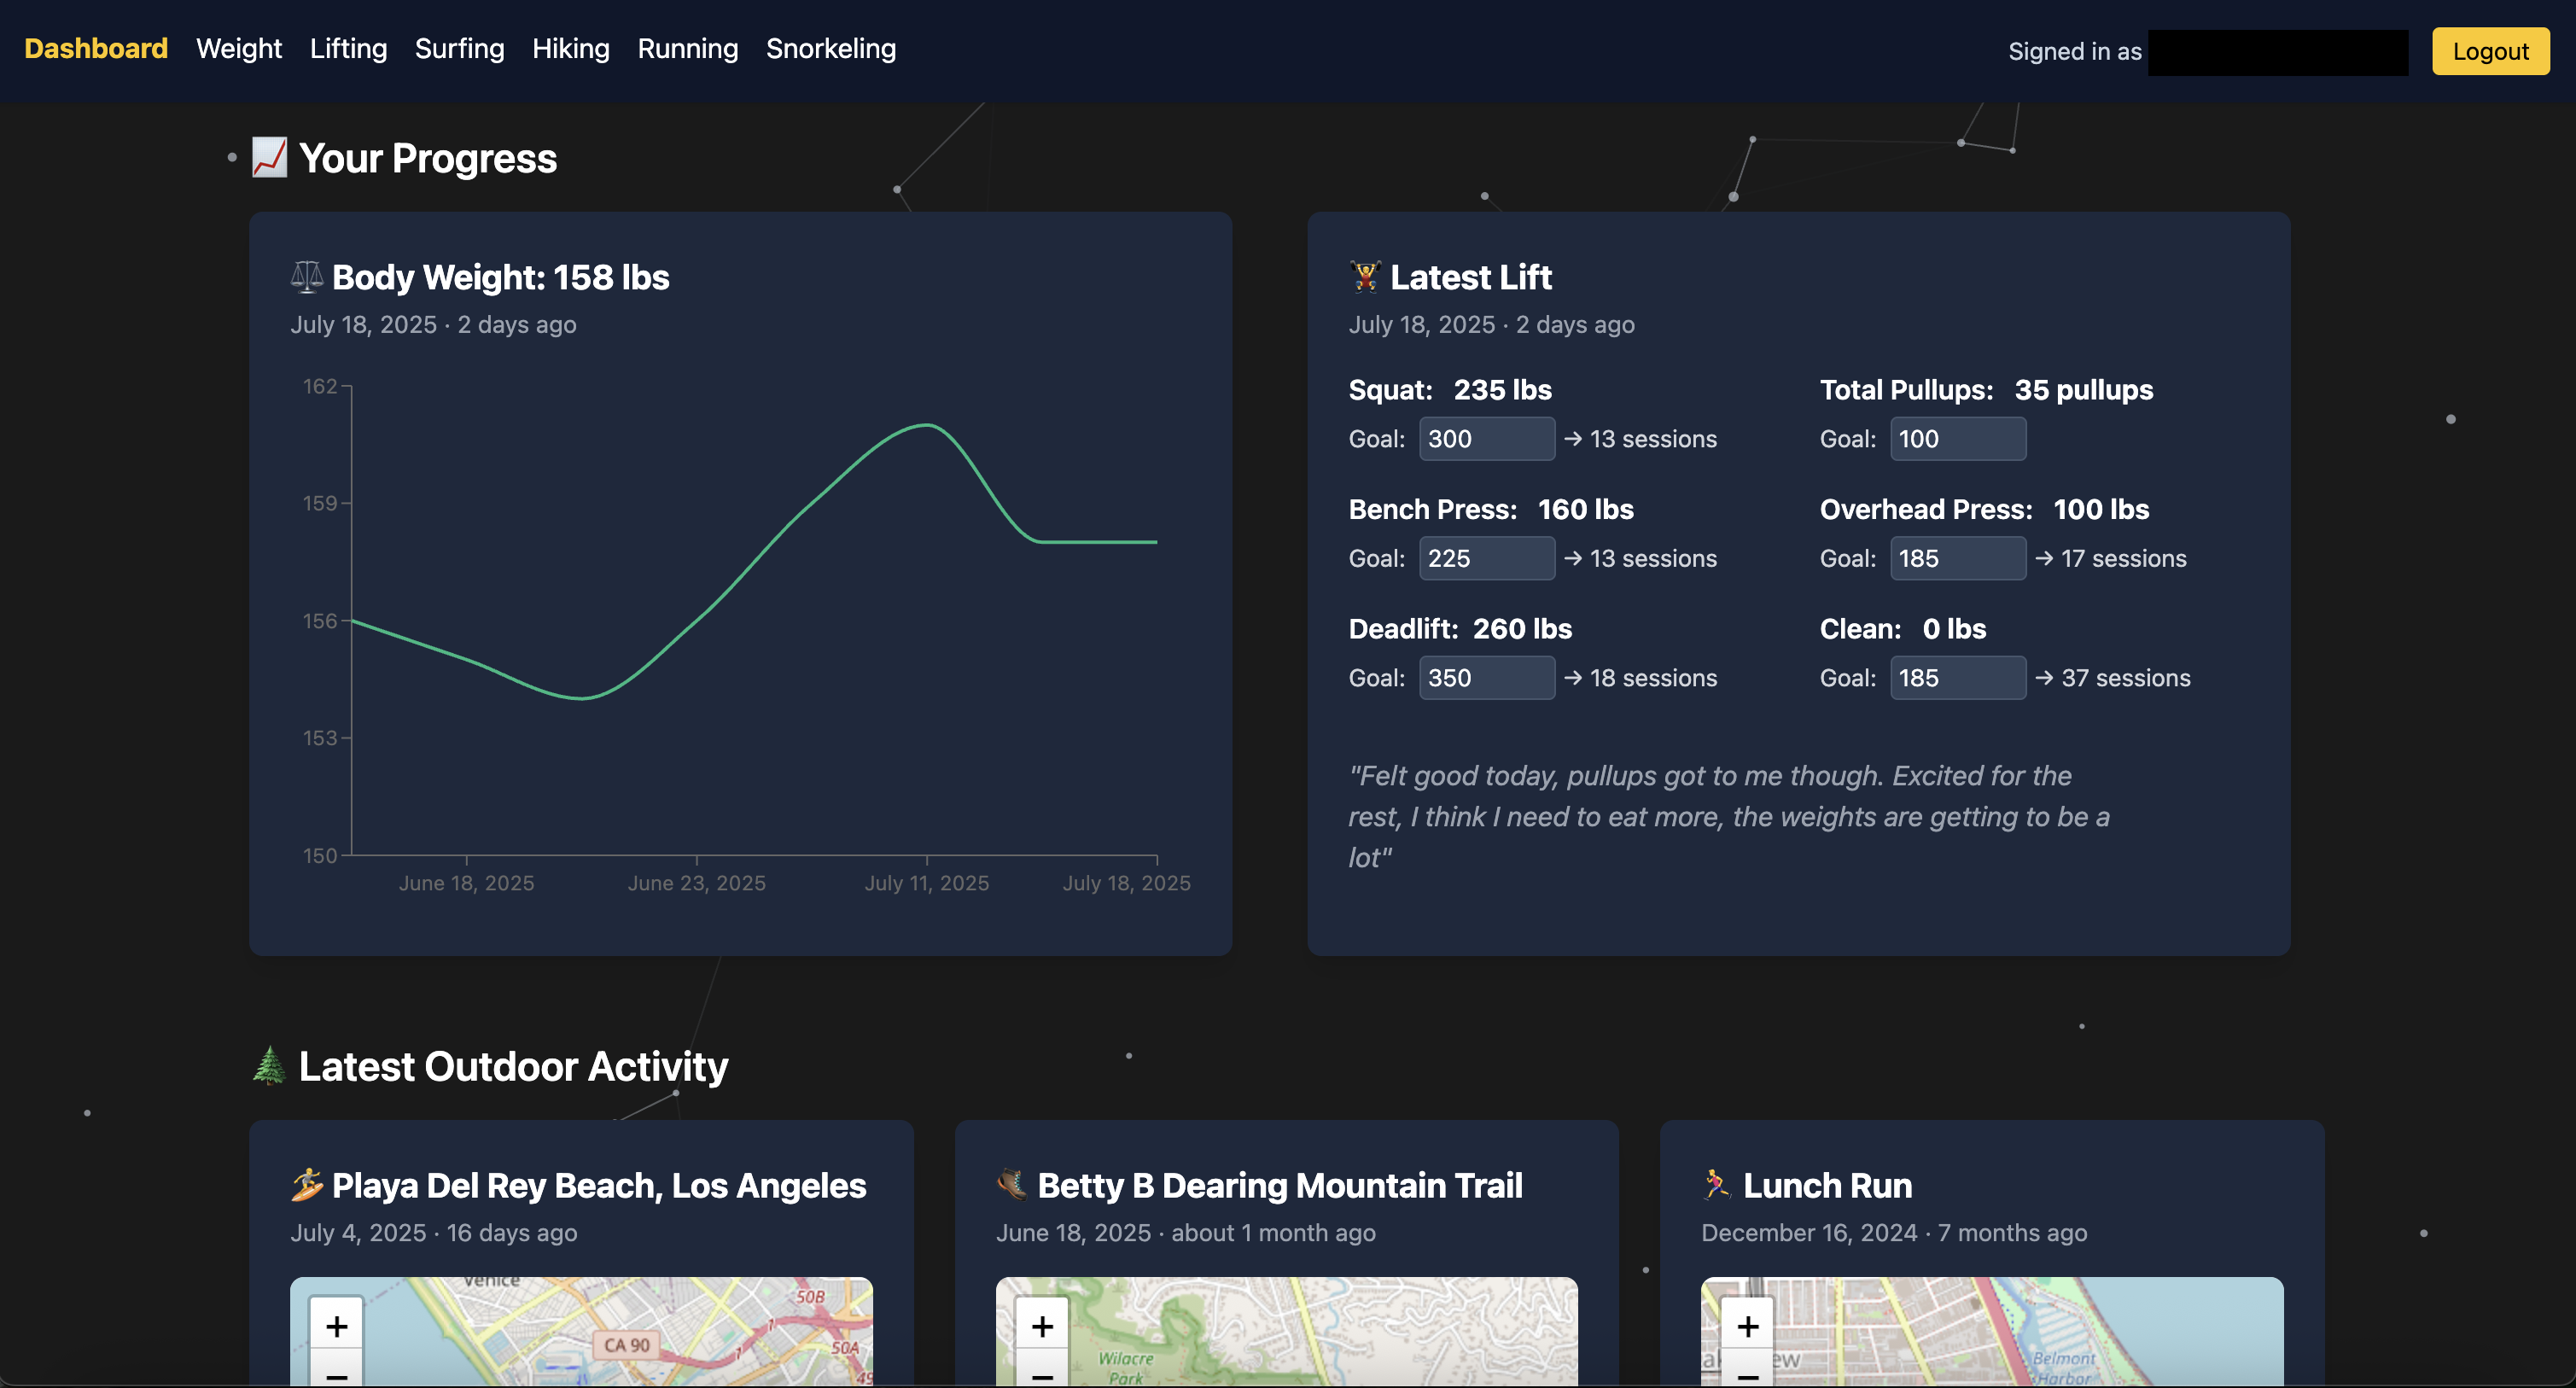 Dashboard Weight Lifting Surfing Hiking Running Snorkeling
Signed in as
Logout
Your Progress
Body Weight: 158 lbs
July 18, 2025 · 2 days ago
162
159
156
153
150
June 18, 2025 June 23, 2025 July 11, 2025 July 18, 2025
Latest Lift
July 18, 2025 · 2 days ago
Squat: 235 lbs
Goal: 300 → 13 sessions
Total Pullups: 35 pullups
Goal: 100
Bench Press: 160 lbs
Goal: 225 → 13 sessions
Overhead Press: 100 lbs
Goal: 185 → 17 sessions
Deadlift: 260 lbs
Goal: 350 → 18 sessions
Clean: 0 lbs
Goal: 185 → 37 sessions
"Felt good today, pullups got to me though. Excited for the
rest, I think I need to eat more, the weights are getting to be a
lot"
Latest Outdoor Activity
Playa Del Rey Beach, Los Angeles
July 4, 2025 · 16 days ago
+
−
Venice
50B
CA 90
1
1
50A
49
Betty B Dearing Mountain Trail
June 18, 2025 · about 1 month ago
+
−
Wilacre
Park
Lunch Run
December 16, 2024 · 7 months ago
+
−
Belmont
Harbor